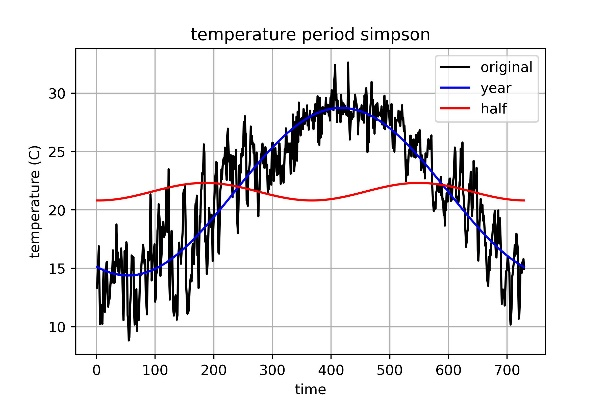 temperature period simpson
original
year
half
30
25
20
15
10
temperature (C)
0 100 200 300 400 500 600 700
time